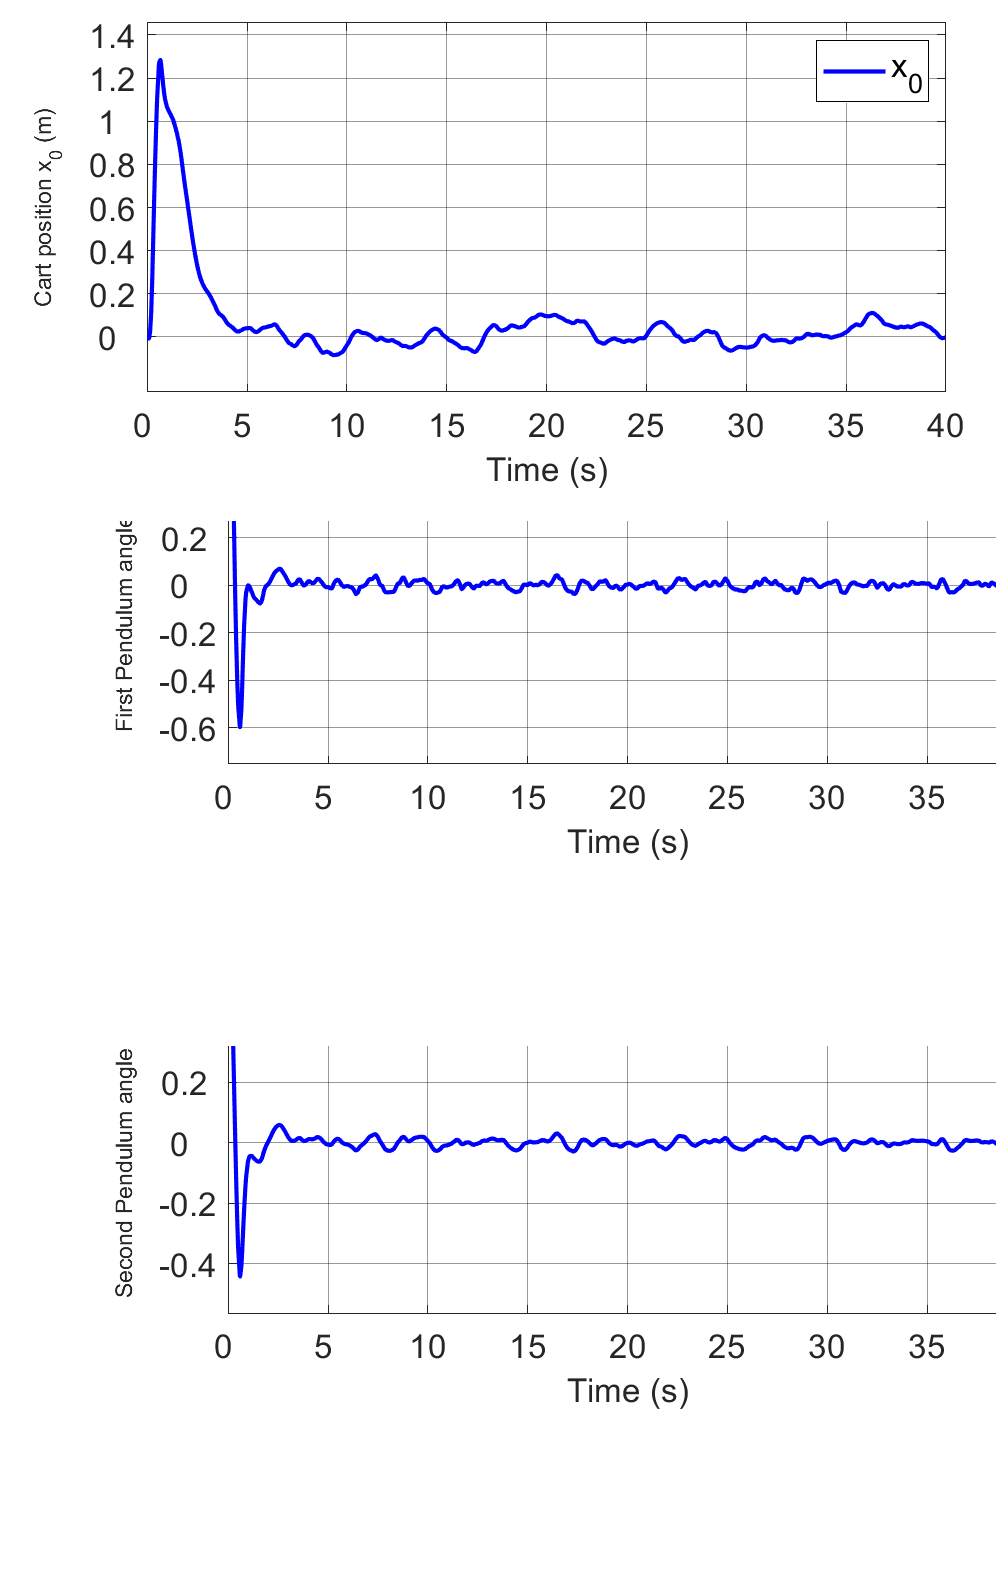 1.4
1.2
1
0.8
0.6
0.4
0.2
0
Cart position x0 (m)
x0
0 5 10 15 20 25 30 35 40
Time (s)
0.2
0
-0.2
-0.4
-0.6
First Pendulum angle
0 5 10 15 20 25 30 35
Time (s)
0.2
0
-0.2
-0.4
Second Pendulum angle
0 5 10 15 20 25 30 35
Time (s)